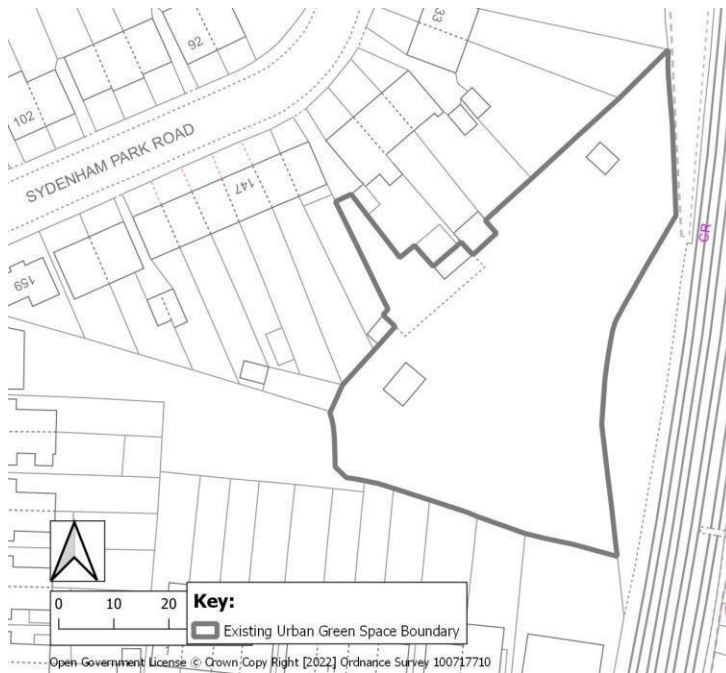 33
92
102
SYDENHAM PARK ROAD
147
159
CR
0 10 20
Key:
Existing Urban Green Space Boundary
Open Government License © Crown Copy Right [2022] Ordnance Survey 100717710